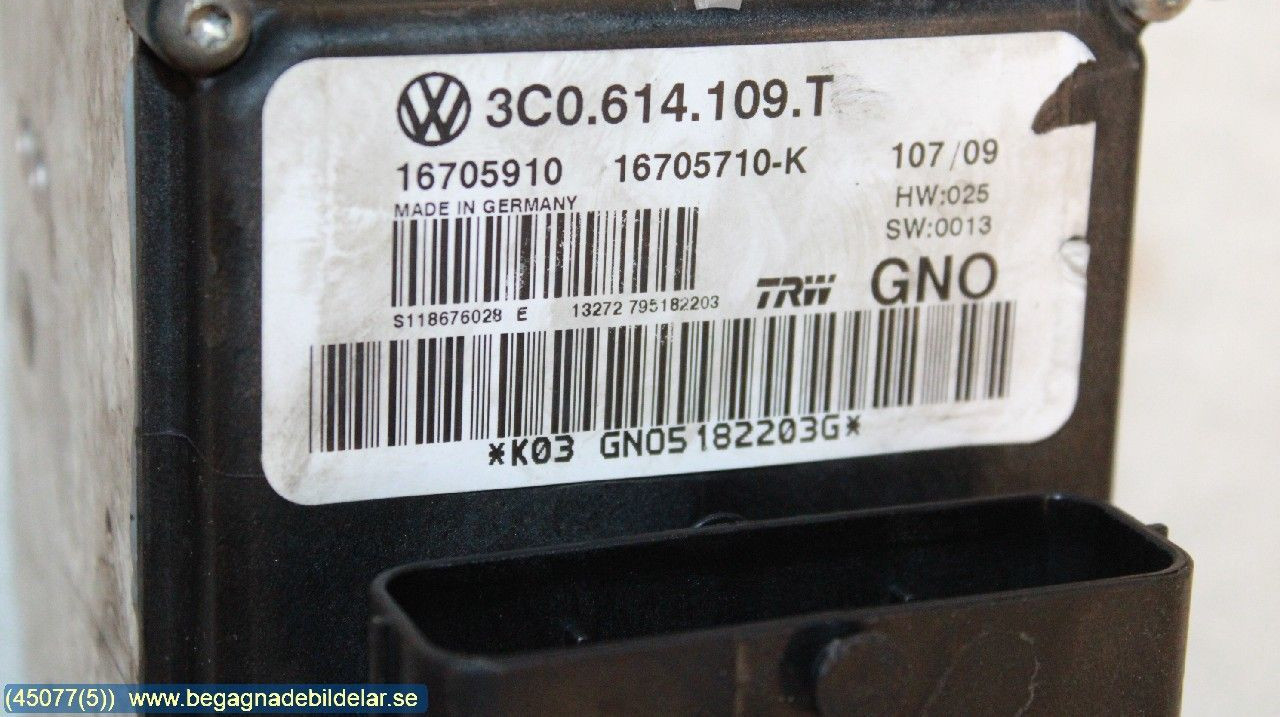 3C0.614.109.T
16705910 16705710-K 107/09
MADE IN GERMANY HW:025
SW:0013
S118676028 E 13272 795182203 TRW GNO
*K03 GNO5182203G*
(45077(5)) www.begagnadebildelar.se